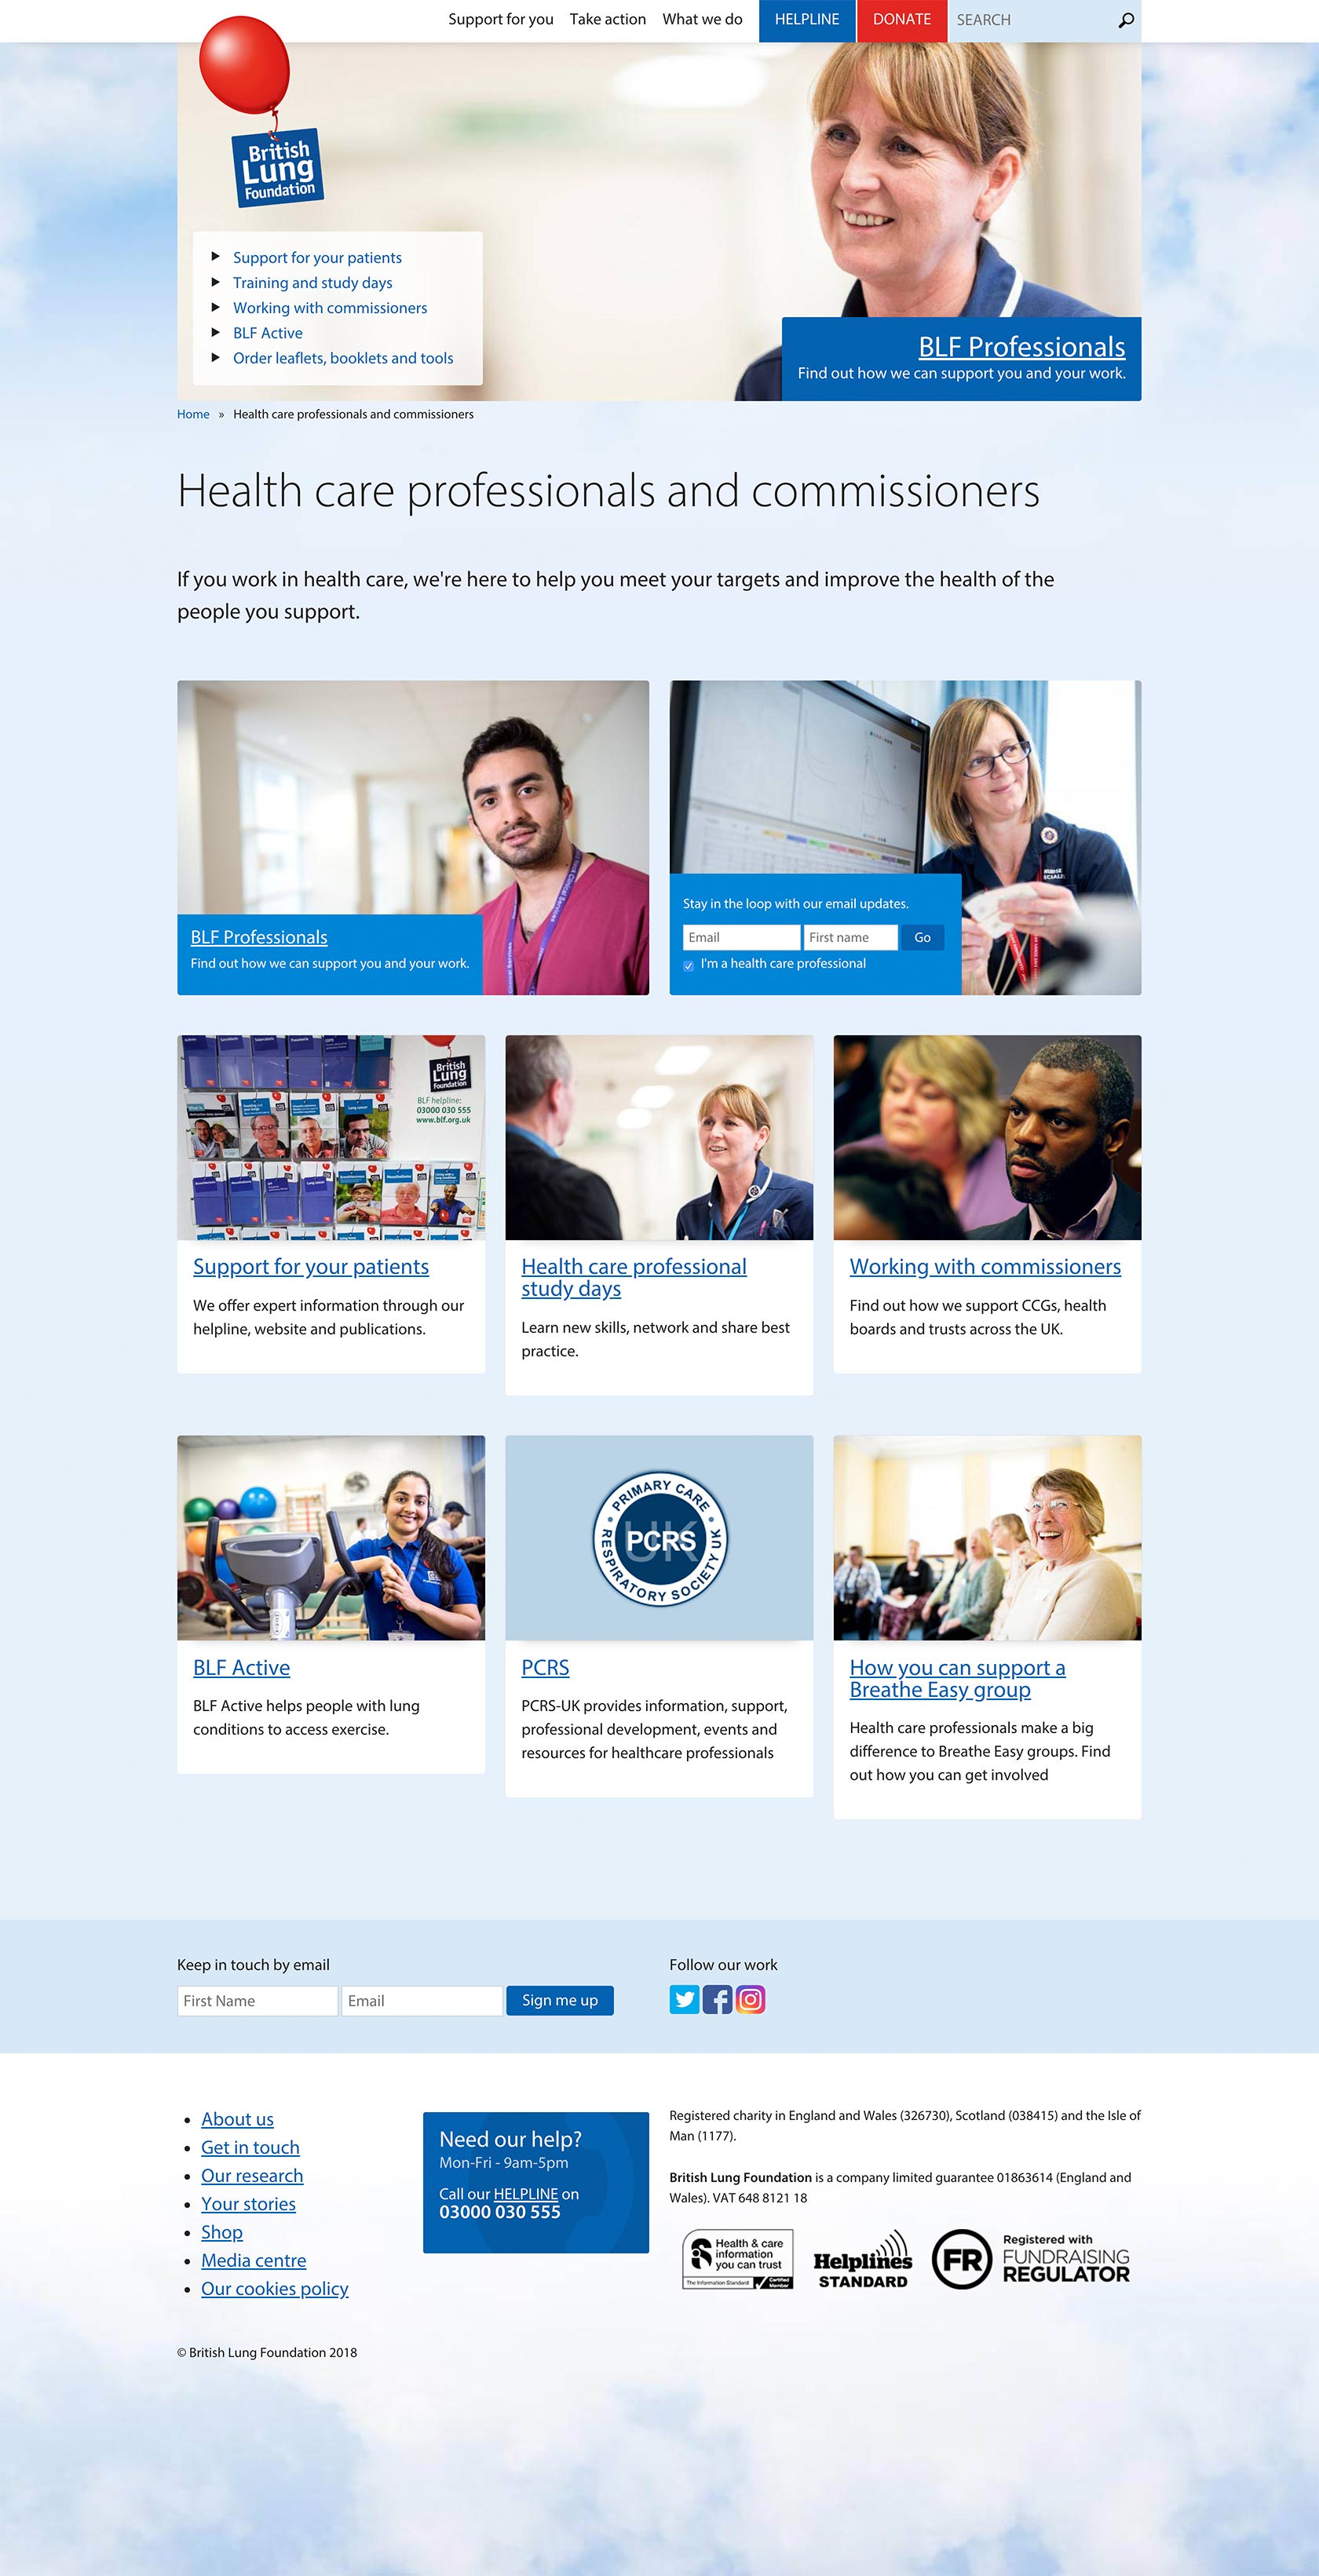 Support for you Take action What we do HELPLINE DONATE SEARCH
British
Lung
Foundation
Support for your patients
Training and study days
Working with commissioners
BLF Active
Order leaflets, booklets and tools
BLF Professionals
Find out how we can support you and your work.
Home » Health care professionals and commissioners
Health care professionals and commissioners
If you work in health care, we're here to help you meet your targets and improve the health of the
people you support.
BLF Professionals
Find out how we can support you and your work.
Stay in the loop with our email updates.
Email First name Go
I'm a health care professional
British
Lung
Foundation
BLF helpline:
03000 030 555
www.blf.org.uk
Support for your patients
We offer expert information through our
helpline, website and publications.
Health care professional
study days
Learn new skills, network and share best
practice.
Working with commissioners
Find out how we support CCGs, health
boards and trusts across the UK.
BLF Active
BLF Active helps people with lung
conditions to access exercise.
PRIMARY CARE
RESPIRATORY SOCIETY UK
UK
PCRS
PCRS
PCRS-UK provides information, support,
professional development, events and
resources for healthcare professionals
How you can support a
Breathe Easy group
Health care professionals make a big
difference to Breathe Easy groups. Find
out how you can get involved
Keep in touch by email
First Name Email Sign me up
Follow our work
About us
Get in touch
Our research
Your stories
Shop
Media centre
Our cookies policy
Need our help?
Mon-Fri - 9am-5pm
Call our HELPLINE on
03000 030 555
Registered charity in England and Wales (326730), Scotland (038415) and the Isle of
Man (1177).
British Lung Foundation is a company limited guarantee 01863614 (England and
Wales). VAT 648 8121 18
Health & care
information
you can trust
The Information Standard
Certified
Member
Helplines
STANDARD
FR
Registered with
FUNDRAISING
REGULATOR
© British Lung Foundation 2018